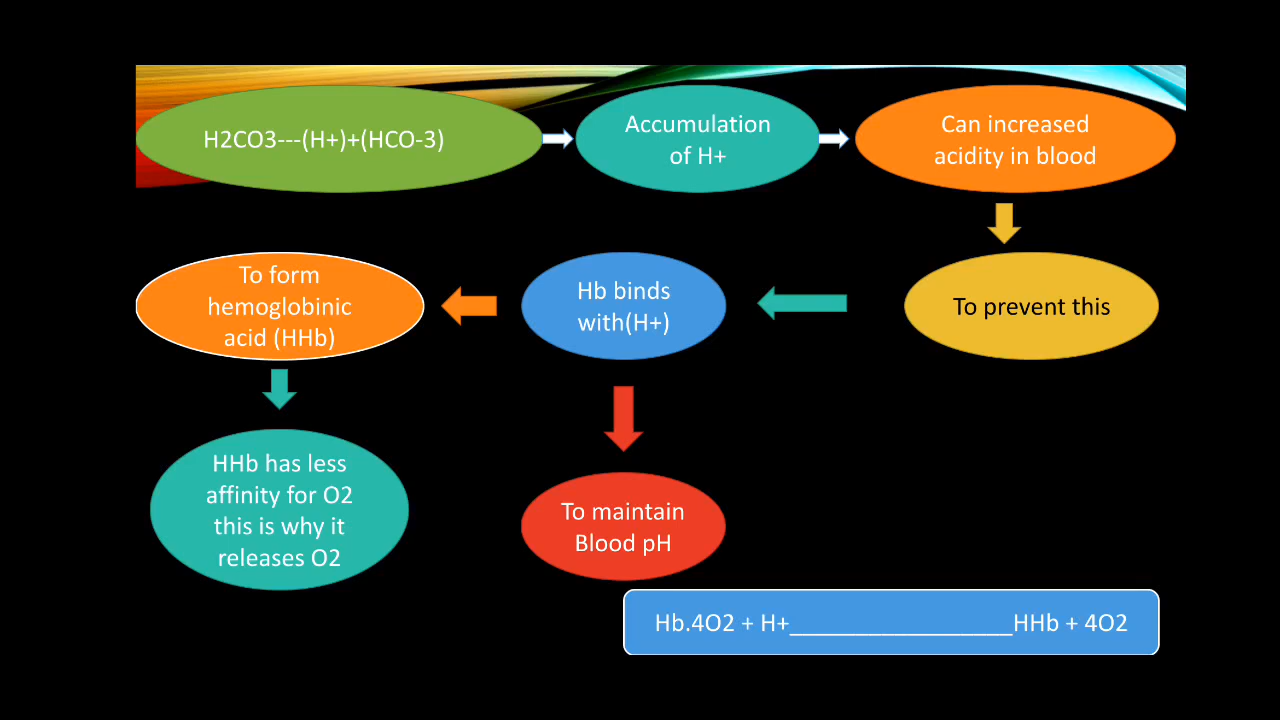 H2CO3---(H+)+(HCO-3)
Accumulation
of H+
Can increased
acidity in blood
To prevent this
Hb binds
with(H+)
To form
hemoglobinic
acid (HHb)
HHb has less
affinity for O2
this is why it
releases O2
To maintain
Blood pH
Hb.4O2 + H+_________________HHb + 4O2